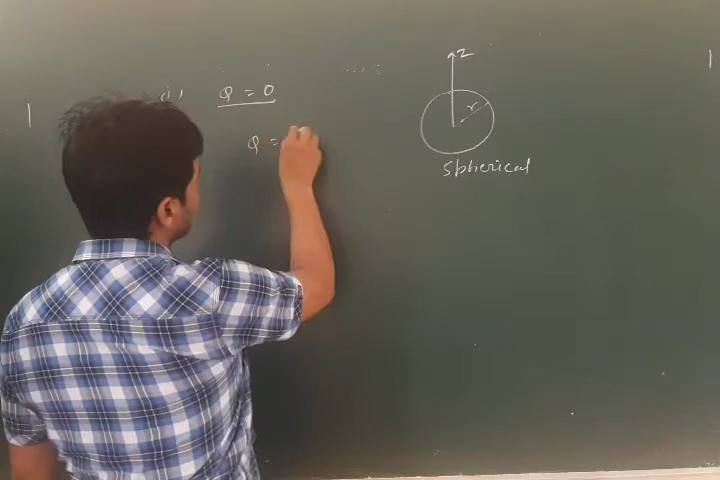 Q = 0
Q =
Z
r
Spherical